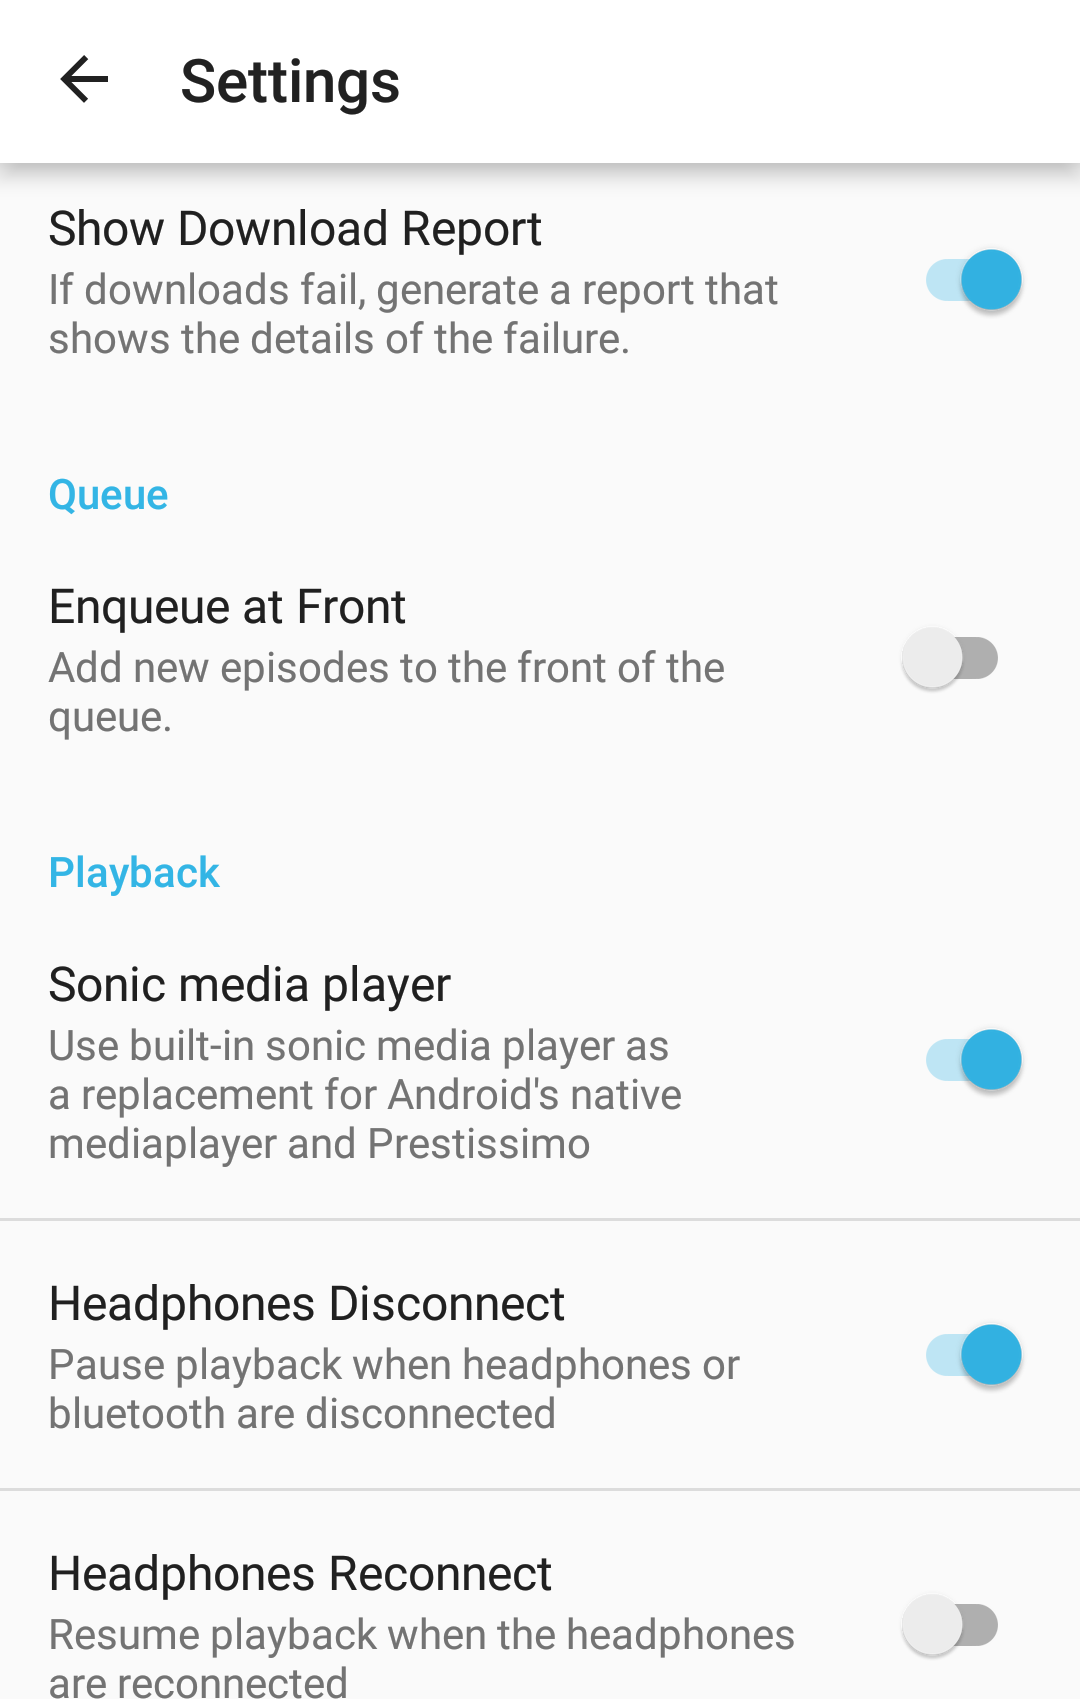 Settings
Show Download Report
If downloads fail, generate a report that
shows the details of the failure.
Queue
Enqueue at Front
Add new episodes to the front of the
queue.
Playback
Sonic media player
Use built-in sonic media player as
a replacement for Android's native
mediaplayer and Prestissimo
Headphones Disconnect
Pause playback when headphones or
bluetooth are disconnected
Headphones Reconnect
Resume playback when the headphones
are reconnected